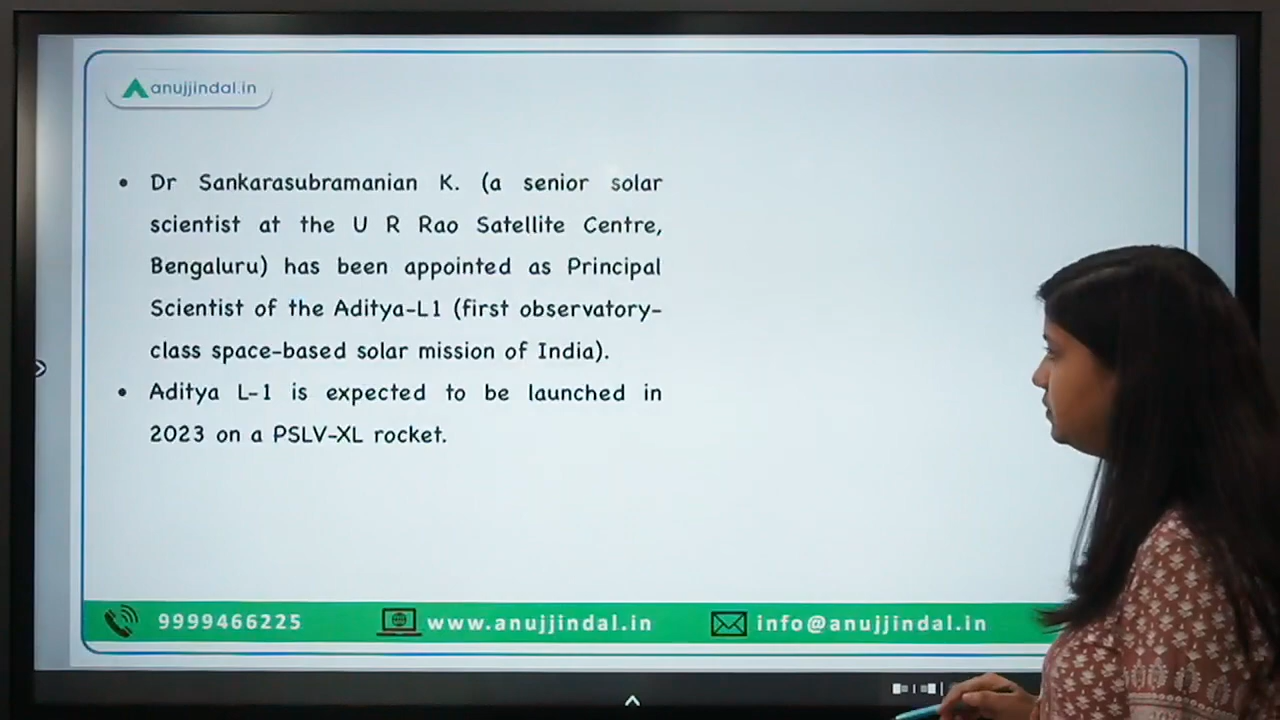 anujjindal.in
• Dr Sankarasubramanian K. (a senior solar
scientist at the U R Rao Satellite Centre,
Bengaluru) has been appointed as Principal
Scientist of the Aditya-L1 (first observatory-
class space-based solar mission of India).
• Aditya L-1 is expected to be launched in
2023 on a PSLV-XL rocket.
9999466225 www.anujjindal.in info@anujjindal.in